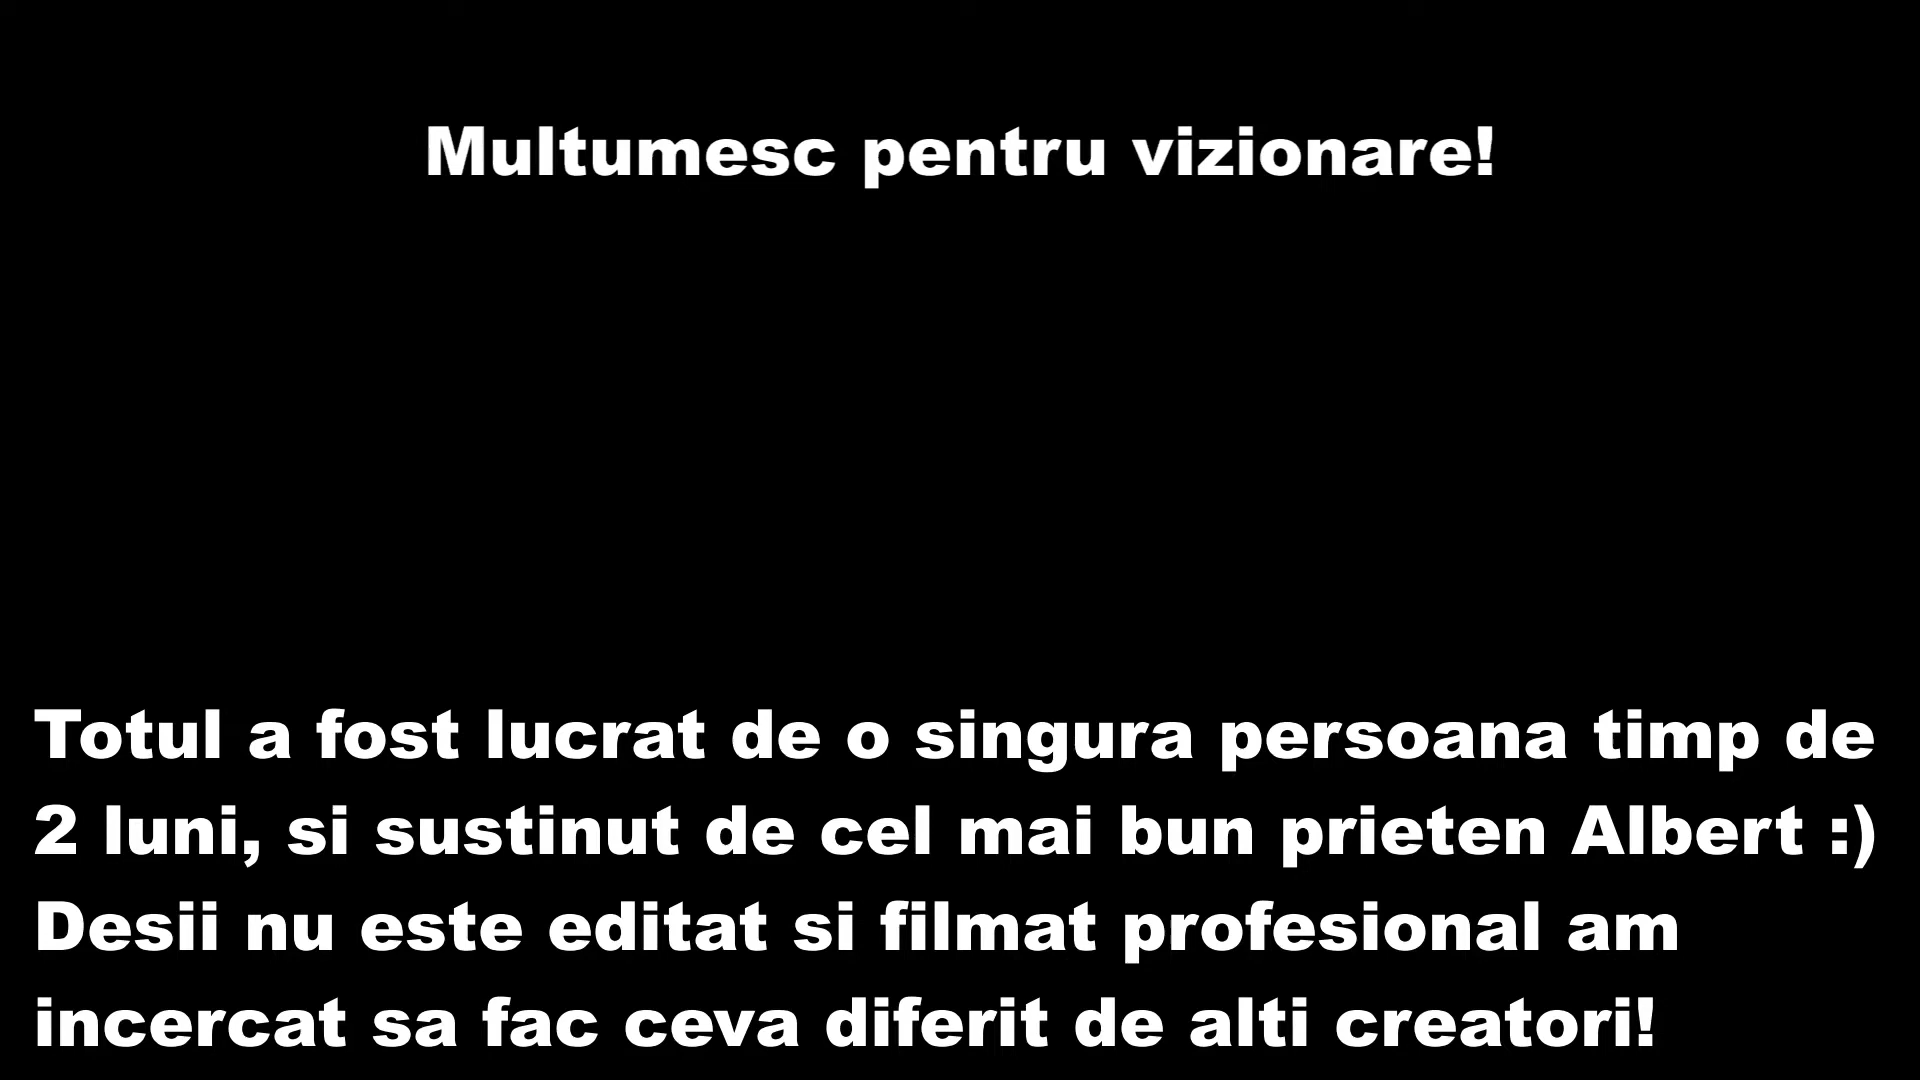 Multumesc pentru vizionare!
Totul a fost lucrat de o singura persoana timp de
2 luni, si sustinut de cel mai bun prieten Albert :)
Desii nu este editat si filmat profesional am
incercat sa fac ceva diferit de alti creatori!